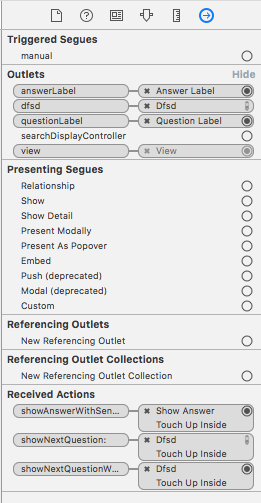 Triggered Segues
manual
Outlets Hide
answerLabel Answer Label
dfsd Dfsd
questionLabel Question Label
searchDisplayController
view View
Presenting Segues
Relationship
Show
Show Detail
Present Modally
Present As Popover
Embed
Push (deprecated)
Modal (deprecated)
Custom
Referencing Outlets
New Referencing Outlet
Referencing Outlet Collections
New Referencing Outlet Collection
Received Actions
showAnswerWithSen... Show Answer
Touch Up Inside
showNextQuestion: Dfsd
Touch Up Inside
showNextQuestionW... Dfsd
Touch Up Inside